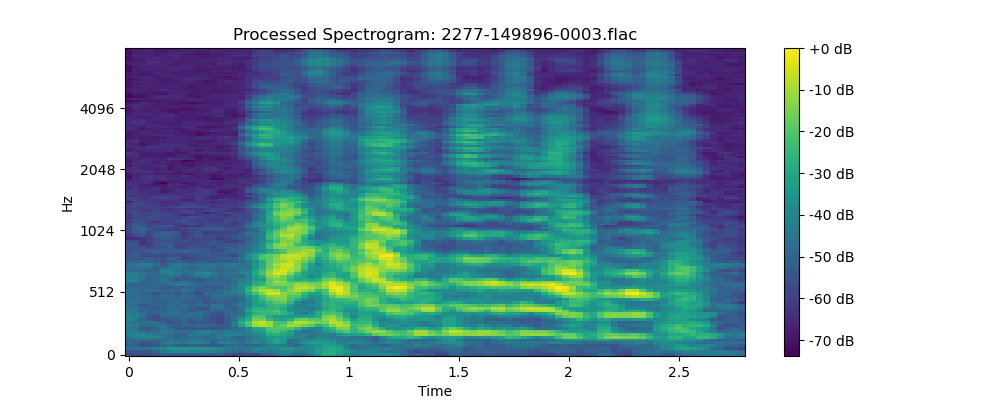 Processed Spectrogram: 2277-149896-0003.flac
+0 dB
4096
-10 dB
-20 dB
2048
-30 dB
Hz
1024
-40 dB
-50 dB
512
-60 dB
0
-70 dB
0 0.5 1 1.5 2 2.5
Time